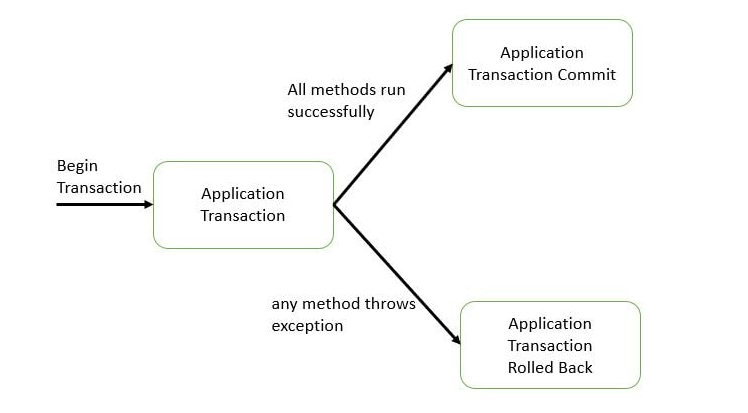 Begin
Transaction
Application
Transaction
All methods run
successfully
Application
Transaction Commit
any method throws
exception
Application
Transaction
Rolled Back